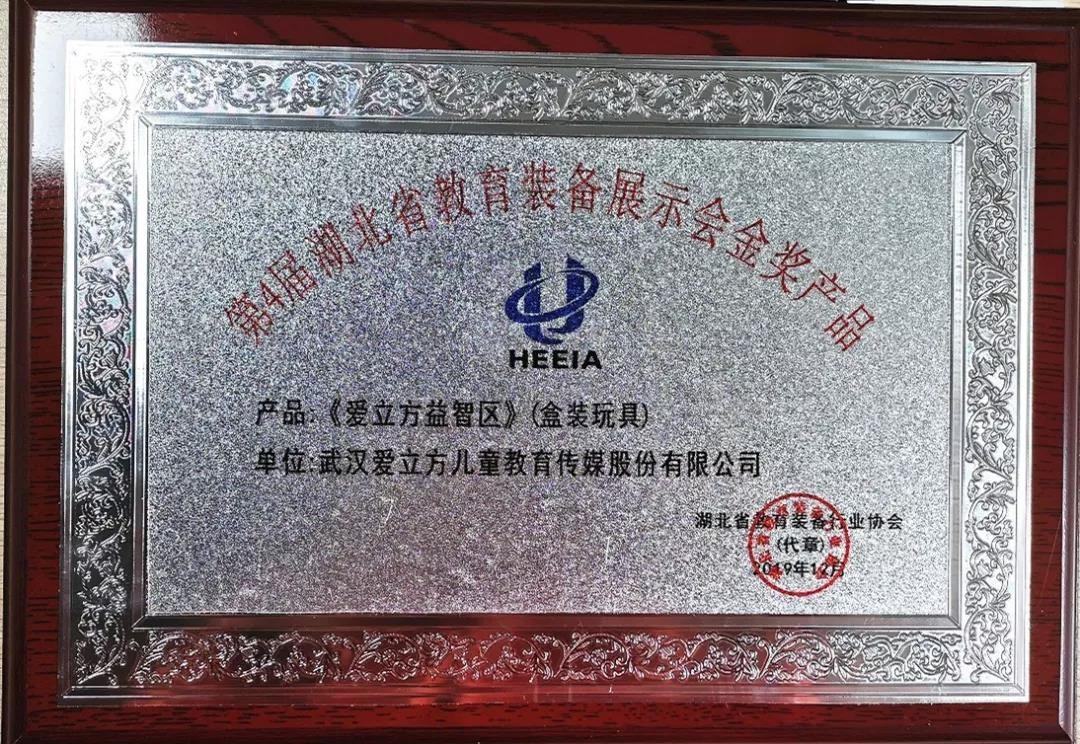 第4届湖北省教育装备展示会金奖产品
HEEIA
产品:《爱立方益智区》(盒装玩具)
单位:武汉爱立方儿童教育传媒股份有限公司
湖北省教育装备行业协会
(代章)
2019年12月